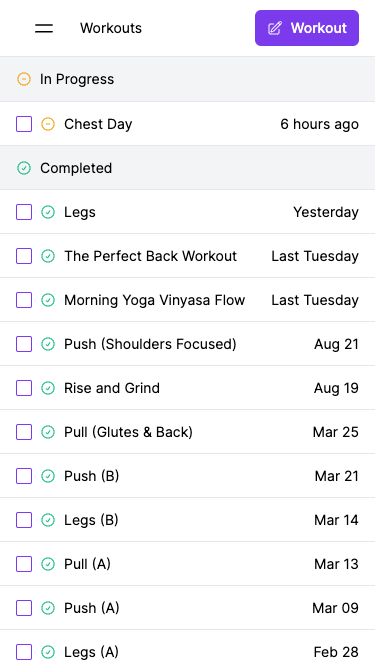 Workouts
Workout
In Progress
Chest Day 6 hours ago
Completed
Legs Yesterday
The Perfect Back Workout Last Tuesday
Morning Yoga Vinyasa Flow Last Tuesday
Push (Shoulders Focused) Aug 21
Rise and Grind Aug 19
Pull (Glutes & Back) Mar 25
Push (B) Mar 21
Legs (B) Mar 14
Pull (A) Mar 13
Push (A) Mar 09
Legs (A) Feb 28